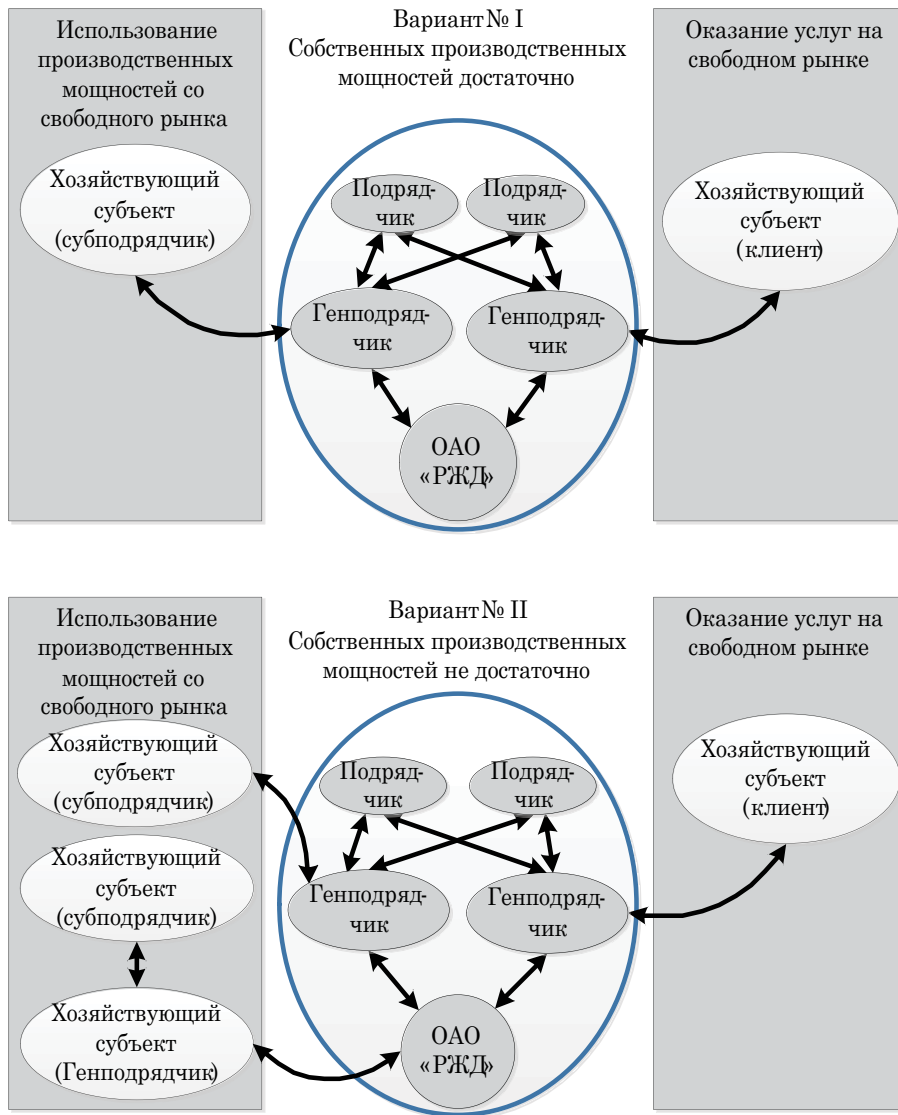 Использование
производственных
мощностей со
свободного рынка
Хозяйствующий
субъект
(субподрядчик)
Вариант № I
Собственных производственных
мощностей достаточно
Подряд-
чик
Подряд-
чик
Генподряд-
чик
Генподряд-
чик
ОАО
«РЖД»
Оказание услуг на
свободном рынке
Хозяйствующий
субъект
(клиент)
Использование
производственных
мощностей со
свободного рынка
Хозяйствующий
субъект
(субподрядчик)
Хозяйствующий
субъект
(субподрядчик)
Хозяйствующий
субъект
(Генподрядчик)
Вариант № II
Собственных производственных
мощностей не достаточно
Подряд-
чик
Подряд-
чик
Генподряд-
чик
Генподряд-
чик
ОАО
«РЖД»
Оказание услуг на
свободном рынке
Хозяйствующий
субъект
(клиент)